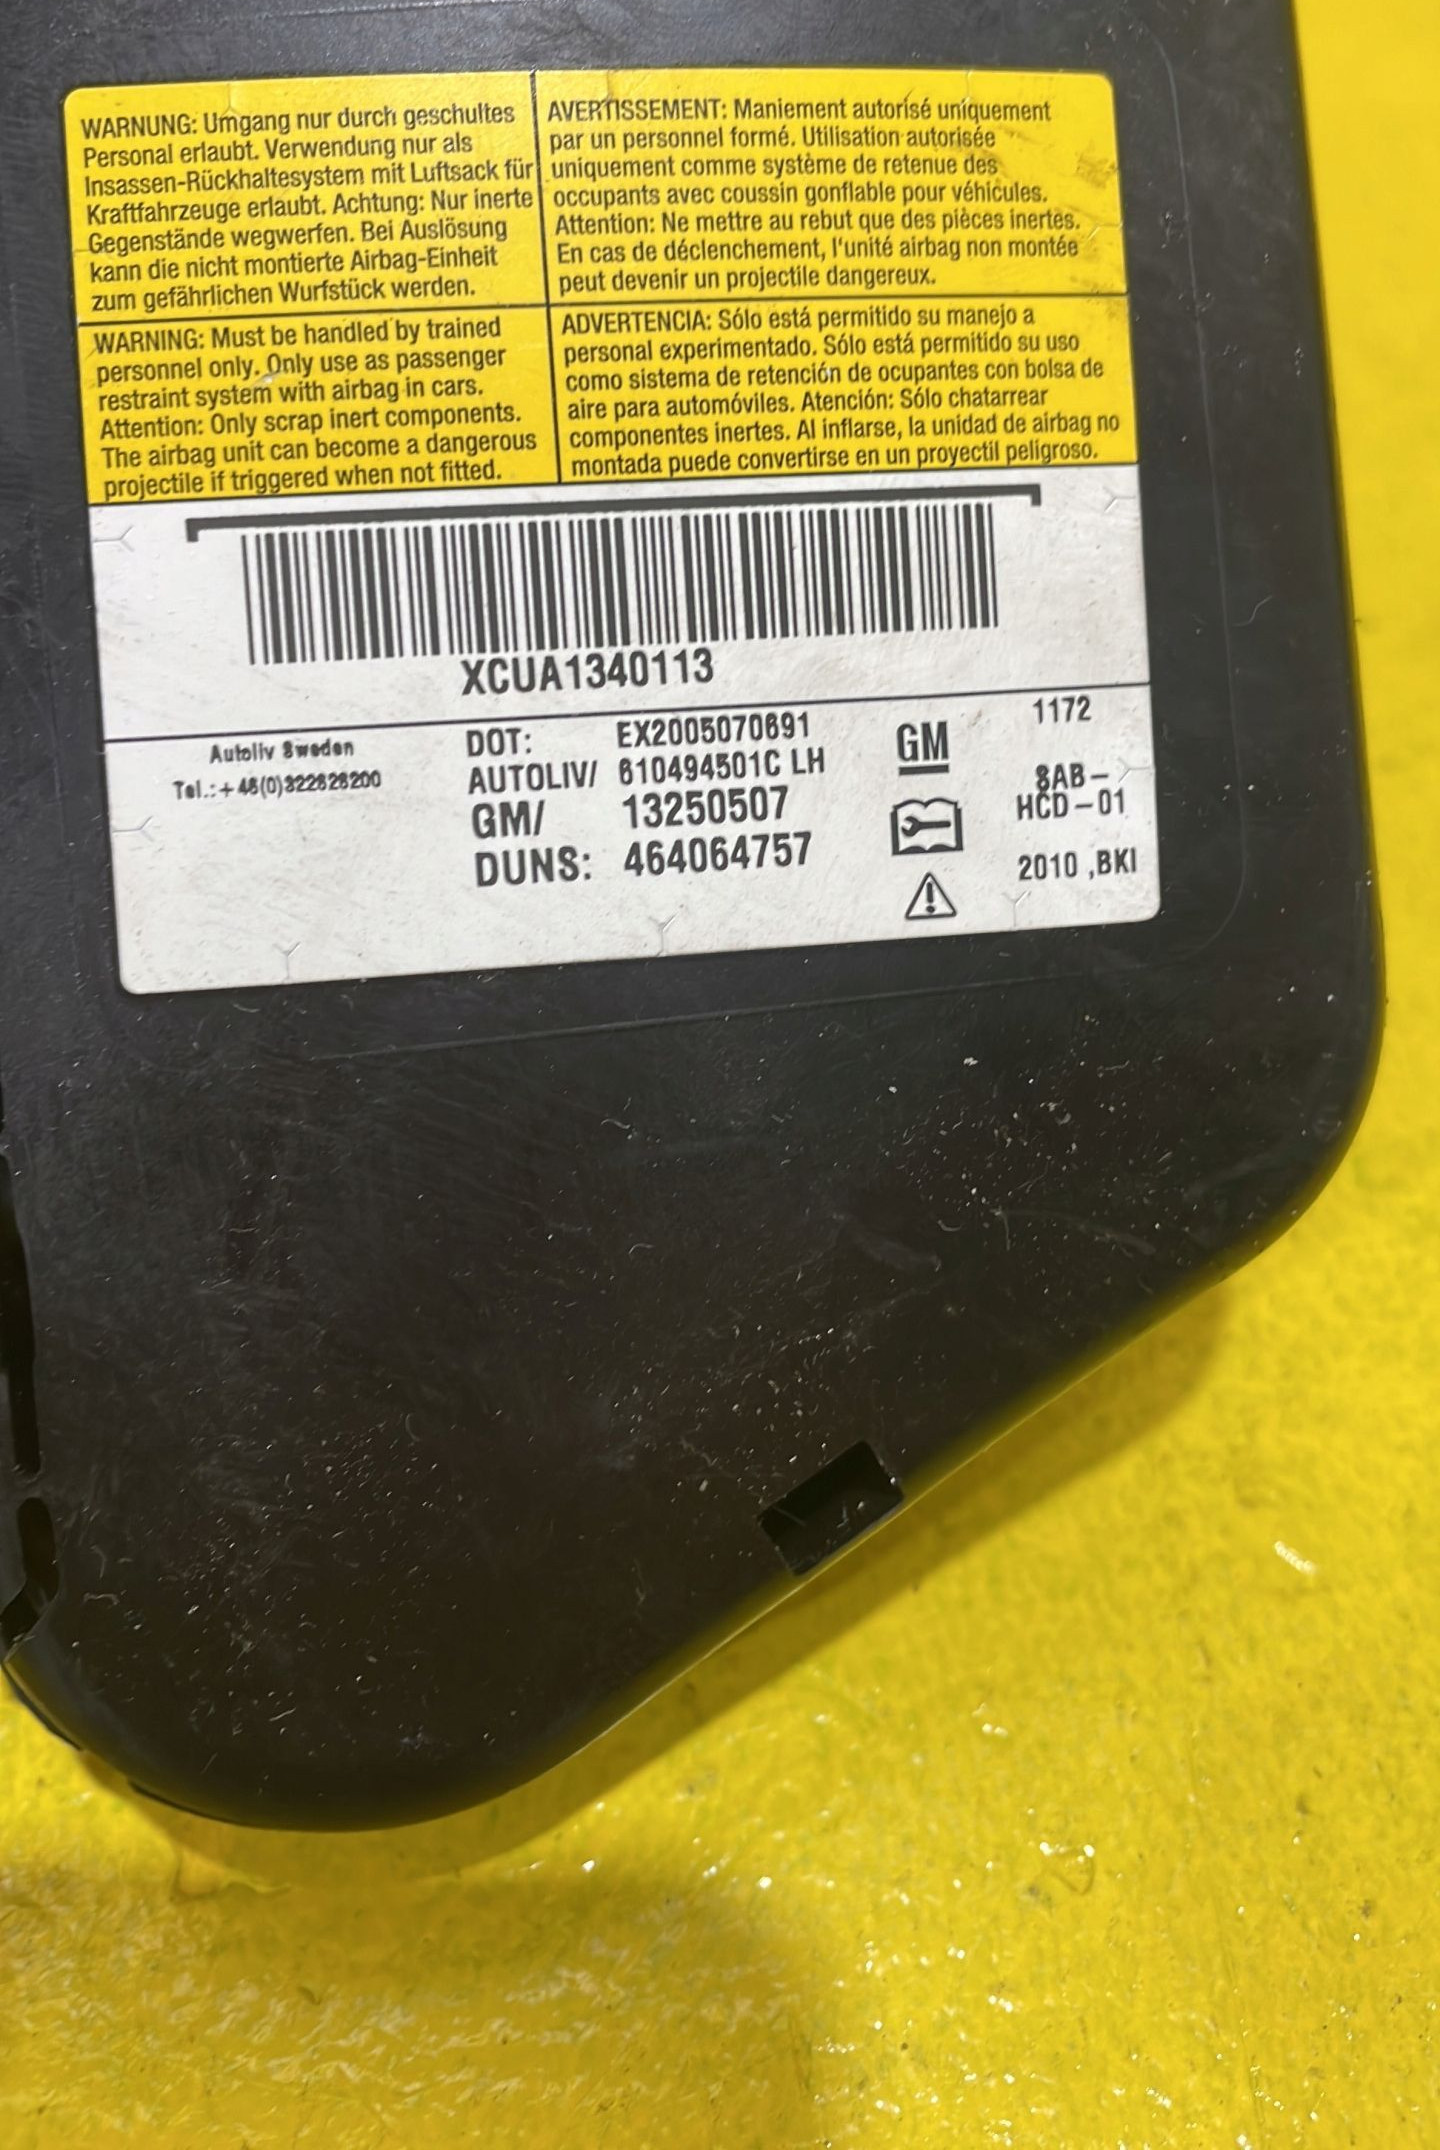 WARNUNG: Umgang nur durch geschultes
Personal erlaubt. Verwendung nur als
Insassen-Rückhaltesystem mit Luftsack für
Kraftfahrzeuge erlaubt. Achtung: Nur inerte
Gegenstände wegwerfen. Bei Auslösung
kann die nicht montierte Airbag-Einheit
zum gefährlichen Wurfstück werden.
AVERTISSEMENT: Maniement autorisé uniquement
par un personnel formé. Utilisation autorisée
uniquement comme système de retenue des
occupants avec coussin gonflable pour véhicules.
Attention: Ne mettre au rebut que des pièces inertes.
En cas de déclenchement, l'unité airbag non montée
peut devenir un projectile dangereux.
WARNING: Must be handled by trained
personnel only. Only use as passenger
restraint system with airbag in cars.
Attention: Only scrap inert components.
The airbag unit can become a dangerous
projectile if triggered when not fitted.
ADVERTENCIA: Sólo está permitido su manejo a
personal experimentado. Sólo está permitido su uso
como sistema de retención de ocupantes con bolsa de
aire para automóviles. Atención: Sólo chatarrear
componentes inertes. Al inflarse, la unidad de airbag no
montada puede convertirse en un proyectil peligroso.
XCUA1340113
Autoliv Sweden
Tel.:+46(0)322626200
DOT: EX2005070691
AUTOLIV/ 610494501C LH
GM/ 13250507
DUNS: 464064757
GM
1172
SAB-
HCD-01
2010 ,BKI